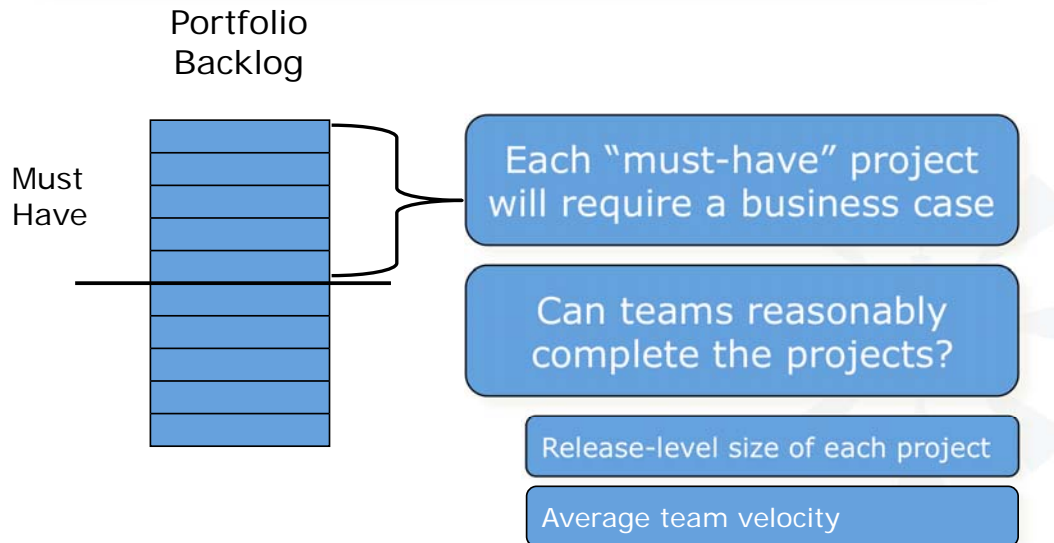 Portfolio
Backlog
Must
Have
Each “must-have” project
will require a business case
Can teams reasonably
complete the projects?
Release-level size of each project
Average team velocity